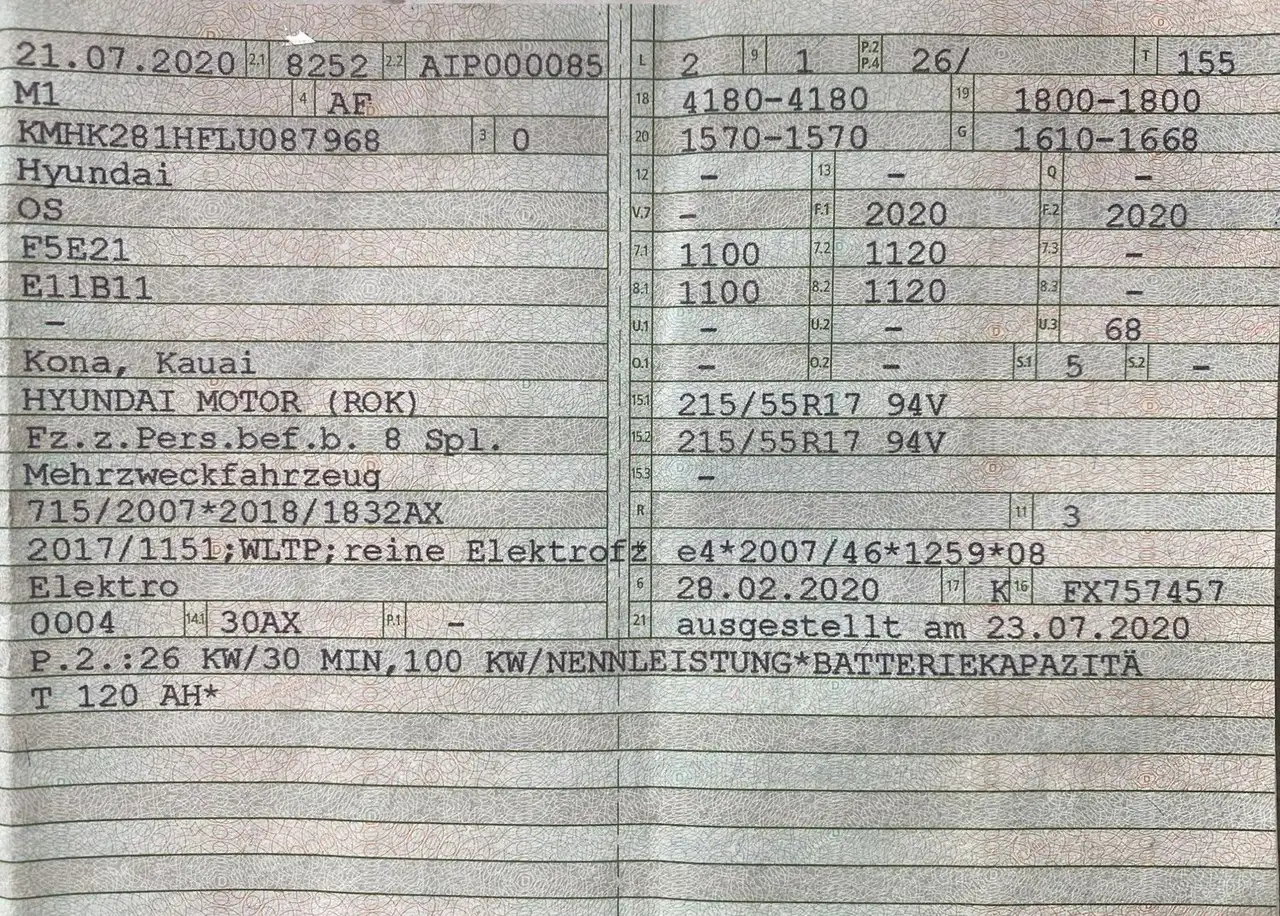 21.07.2020 2.1 8252 2.2 AIP000085 L 2 9 1 P.2 P.4 26/ T 155
M1 4 AF 18 4180-4180 19 1800-1800
KMHK281HFLU087968 3 0 20 1570-1570 G 1610-1668
Hyundai 12 – 13 – Q –
OS V.7 – F.1 2020 F.2 2020
F5E21 7.1 1100 7.2 1120 7.3 –
E11B11 8.1 1100 8.2 1120 8.3 –
– U.1 – U.2 – U.3 68
Kona, Kauai O.1 – O.2 – S.1 5 S.2 –
HYUNDAI MOTOR (ROK) 15.1 215/55R17 94V
Fz.z.Pers.bef.b. 8 Spl. 15.2 215/55R17 94V
Mehrzweckfahrzeug 15.3 –
715/2007*2018/1832AX R 11 3
2017/1151;WLTP;reine Elektrofz e4*2007/46*1259*08
Elektro 6 28.02.2020 17 K 16 FX757457
0004 14.1 30AX P.1 – 21 ausgestellt am 23.07.2020
P.2.:26 KW/30 MIN,100 KW/NENNLEISTUNG*BATTERIEKAPAZITÄ
T 120 AH*